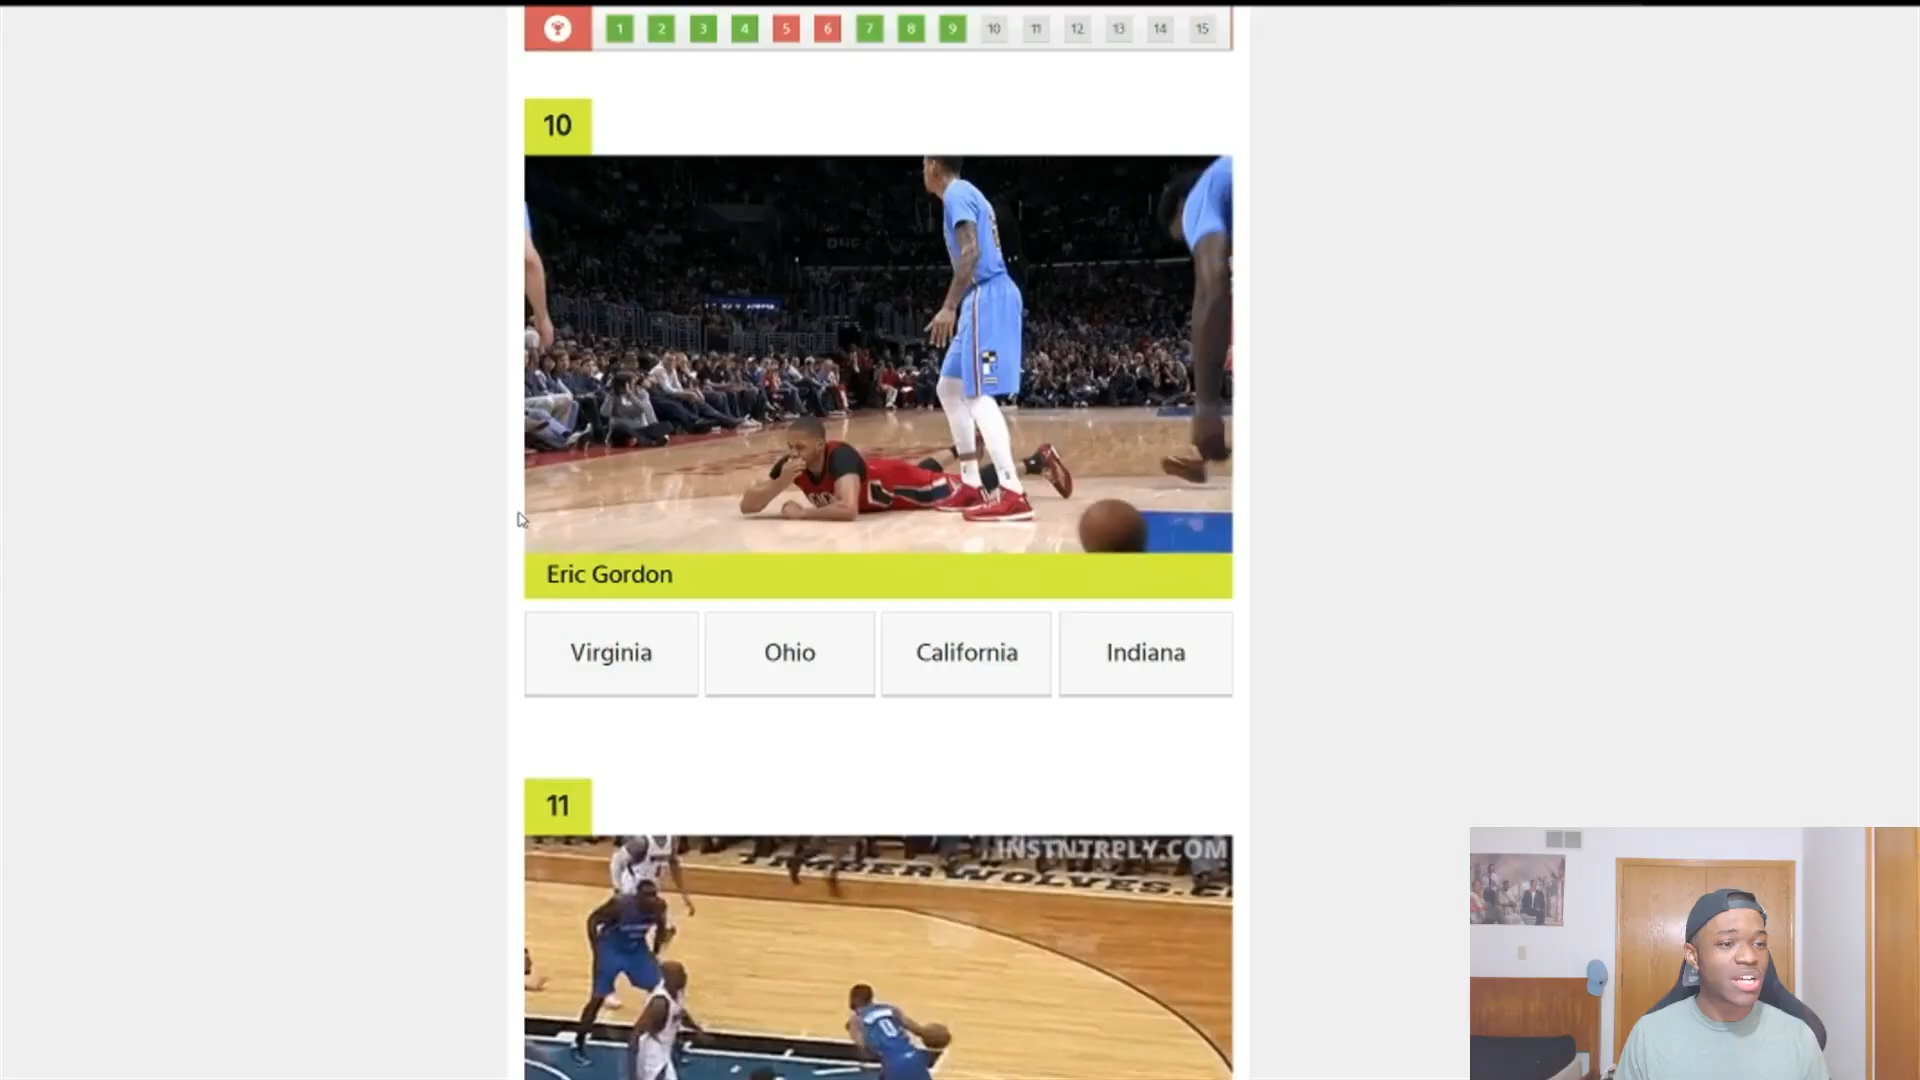 1 2 3 4 5 6 7 8 9 10 11 12 13 14 15
10
Eric Gordon
Virginia Ohio California Indiana
11
INSTNTRPLY.COM